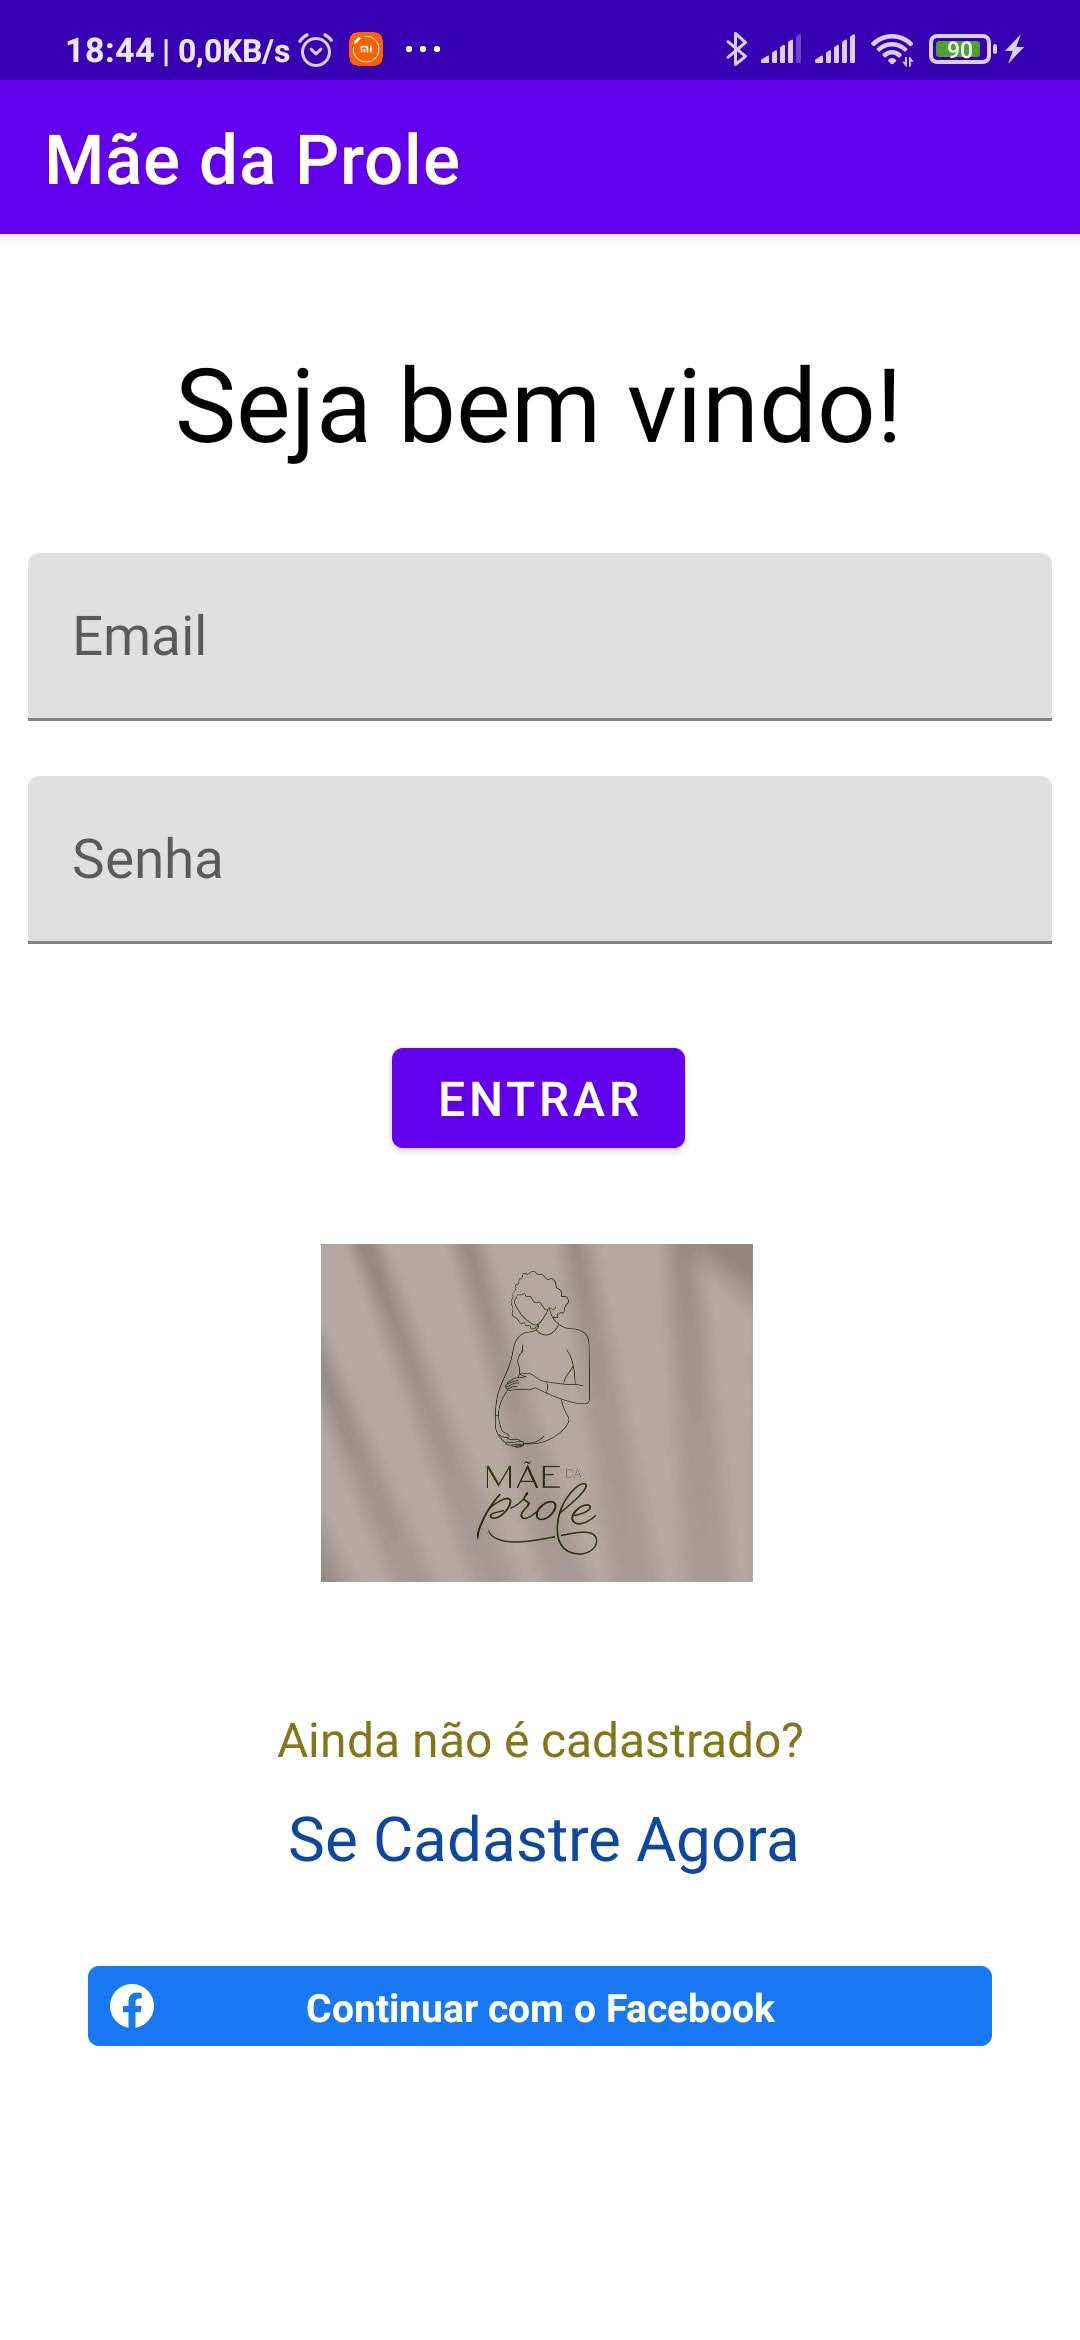 18:44 | 0,0KB/s
90
Mãe da Prole
Seja bem vindo!
Email
Senha
ENTRAR
MÃE DA
prole
Ainda não é cadastrado?
Se Cadastre Agora
Continuar com o Facebook